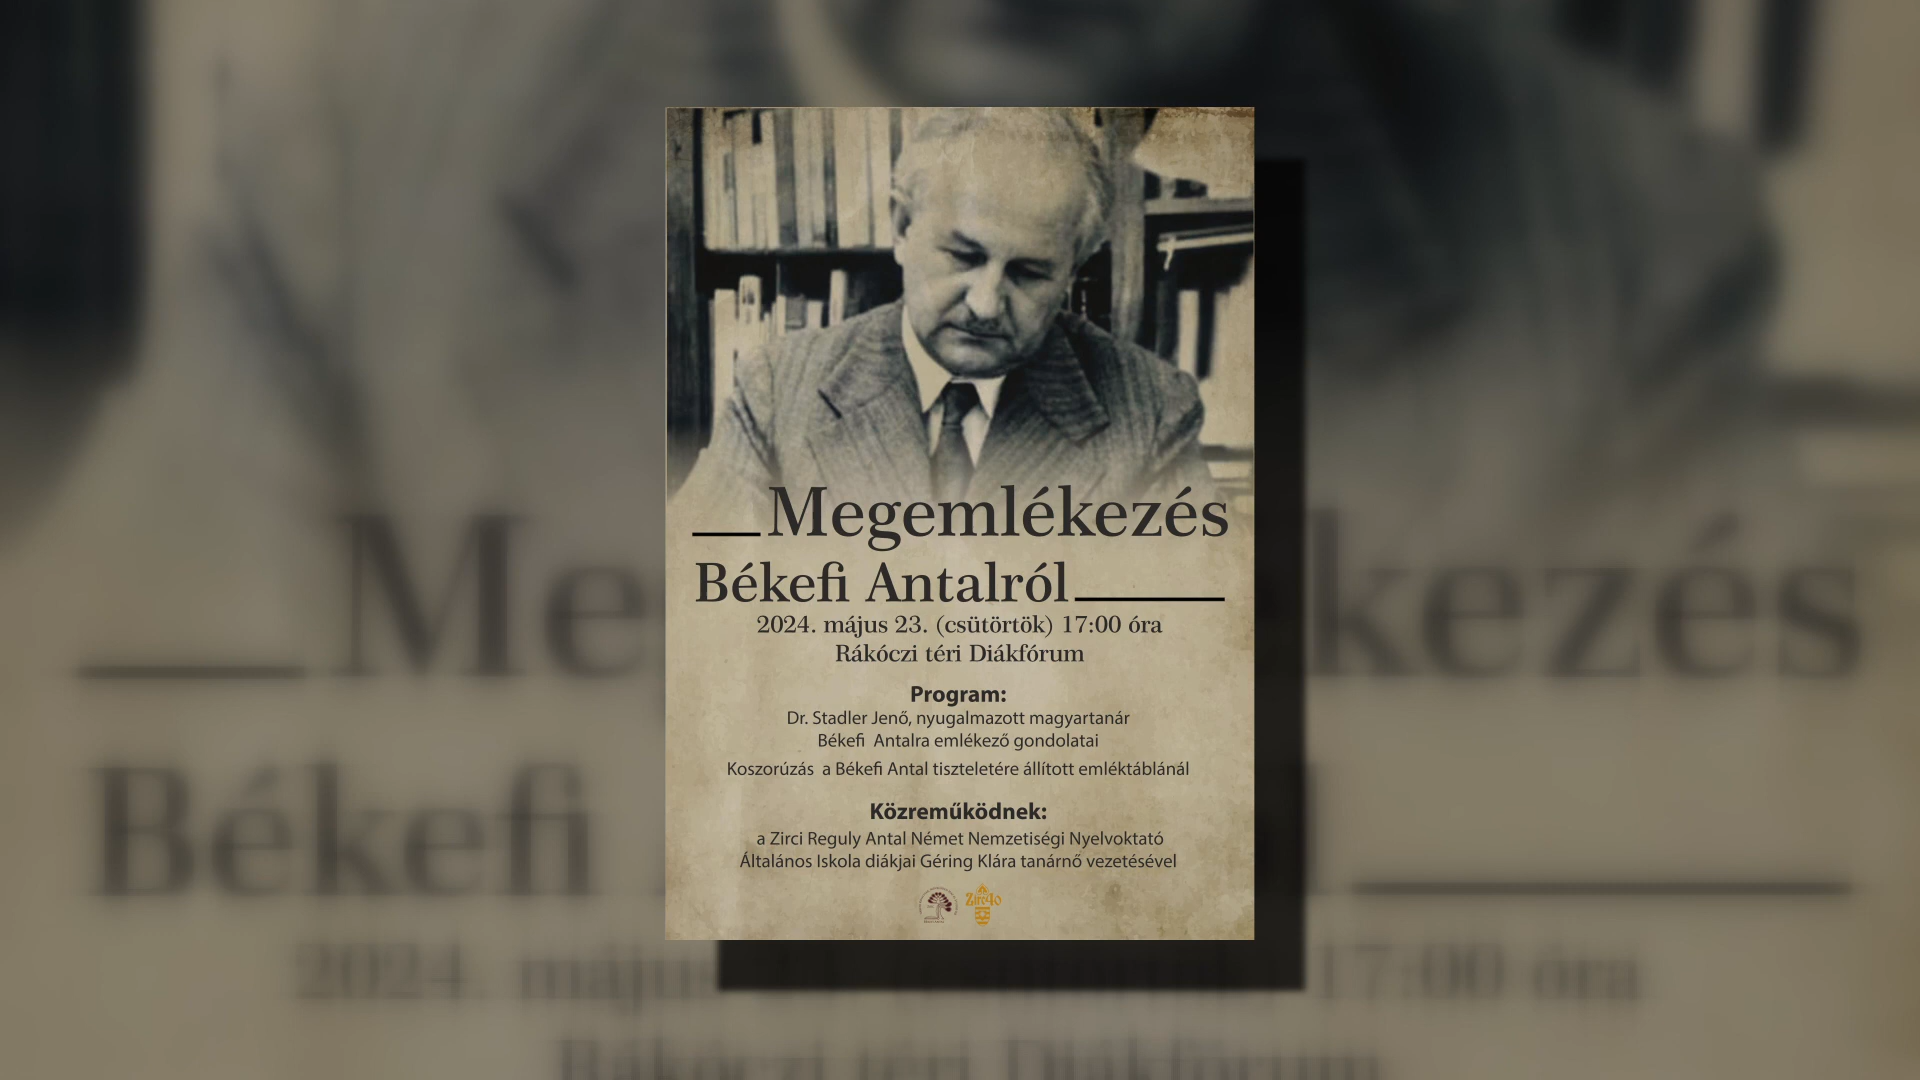 Megemlékezés
Békefi Antalról
2024. május 23. (csütörtök) 17:00 óra
Rákóczi téri Diákfórum
Program:
Dr. Stadler Jenő, nyugalmazott magyartanár
Békefi Antalra emlékező gondolatai
Koszorúzás a Békefi Antal tiszteletére állított emléktáblánál
Közreműködnek:
a Zirci Reguly Antal Német Nemzetiségi Nyelvoktató
Általános Iskola diákjai Géring Klára tanárnő vezetésével
Zirc40